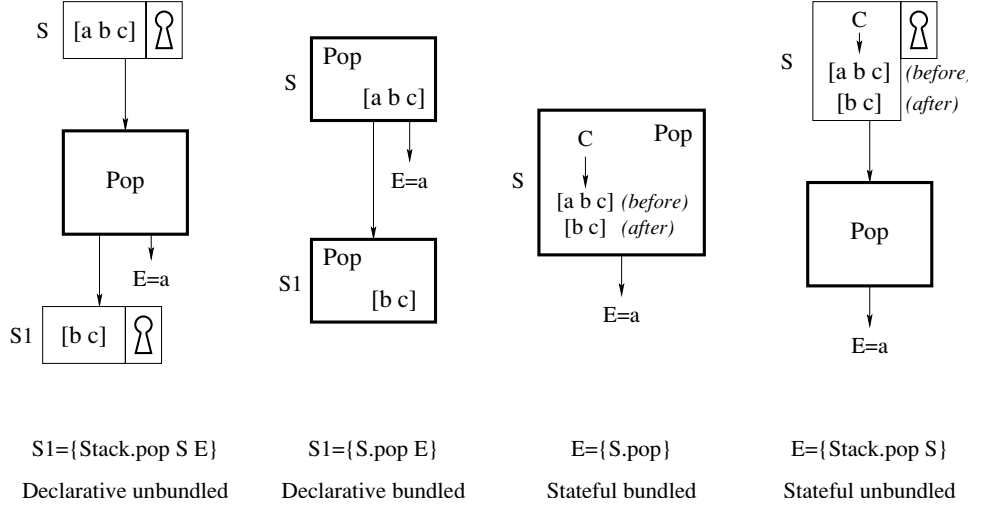 S [a b c]
Pop
E=a
S1 [b c]
S1={Stack.pop S E}
Declarative unbundled
Pop
S
[a b c]
E=a
Pop
S1
[b c]
S1={S.pop E}
Declarative bundled
C Pop
S
[a b c] (before)
[b c] (after)
E=a
E={S.pop}
Stateful bundled
C
S
[a b c] (before)
[b c] (after)
Pop
E=a
E={Stack.pop S}
Stateful unbundled